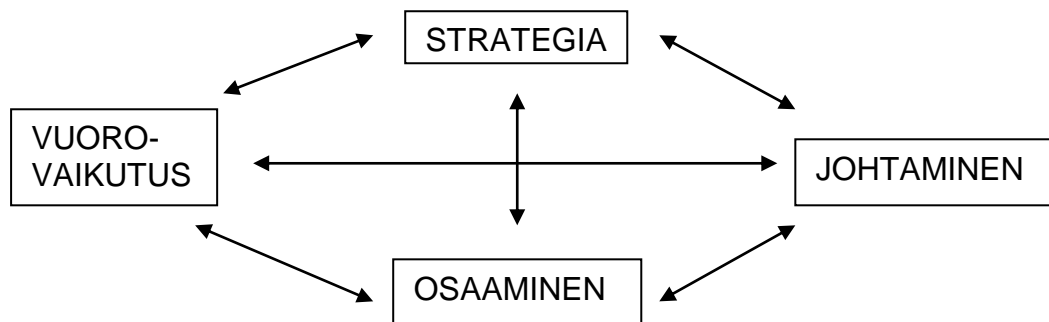 STRATEGIA
VUORO-
VAIKUTUS
JOHTAMINEN
OSAAMINEN